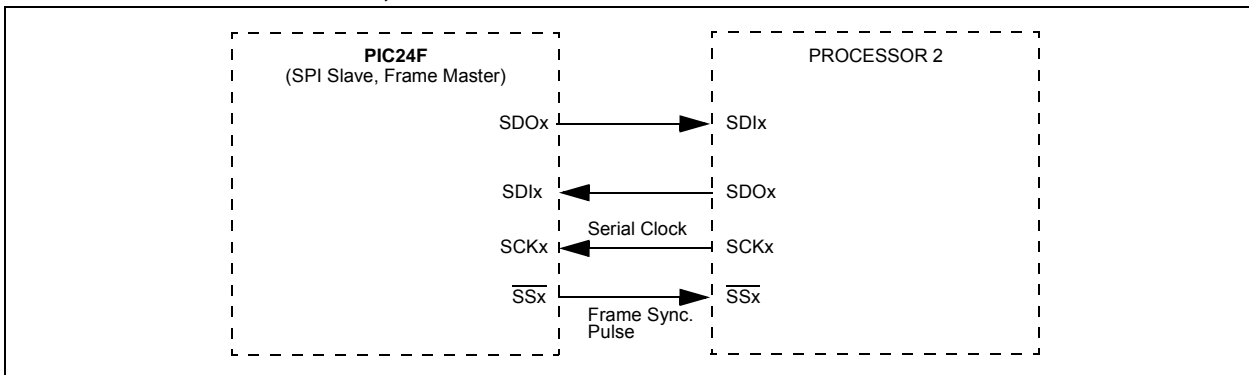 PIC24F
(SPI Slave, Frame Master)
PROCESSOR 2
SDOx
SDIx
SDIx
SDOx
Serial Clock
SCKx
SCKx
SSx
SSx
Frame Sync.
Pulse